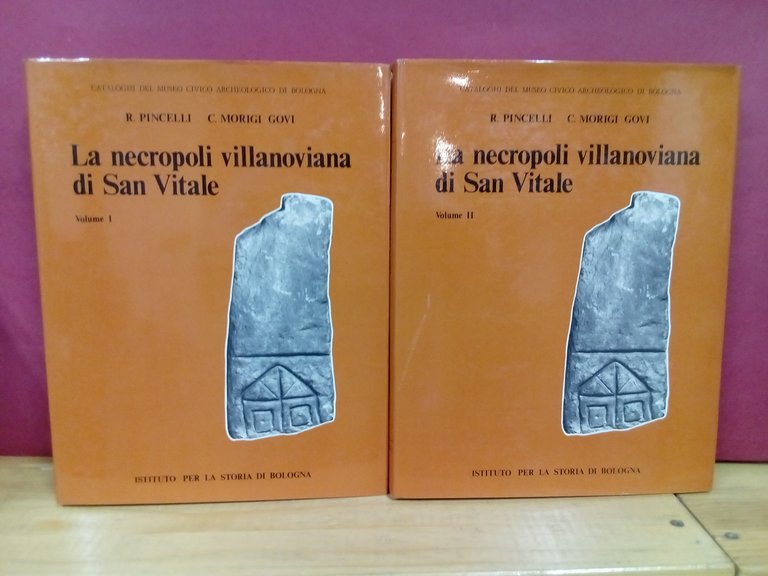 CATALOGHI DEL MUSEO CIVICO ARCHEOLOGICO DI BOLOGNA
R. PINCELLI C. MORIGI GOVI
La necropoli villanoviana
di San Vitale
Volume I
ISTITUTO PER LA STORIA DI BOLOGNA
CATALOGHI DEL MUSEO CIVICO ARCHEOLOGICO DI BOLOGNA
R. PINCELLI C. MORIGI GOVI
La necropoli villanoviana
di San Vitale
Volume II
ISTITUTO PER LA STORIA DI BOLOGNA